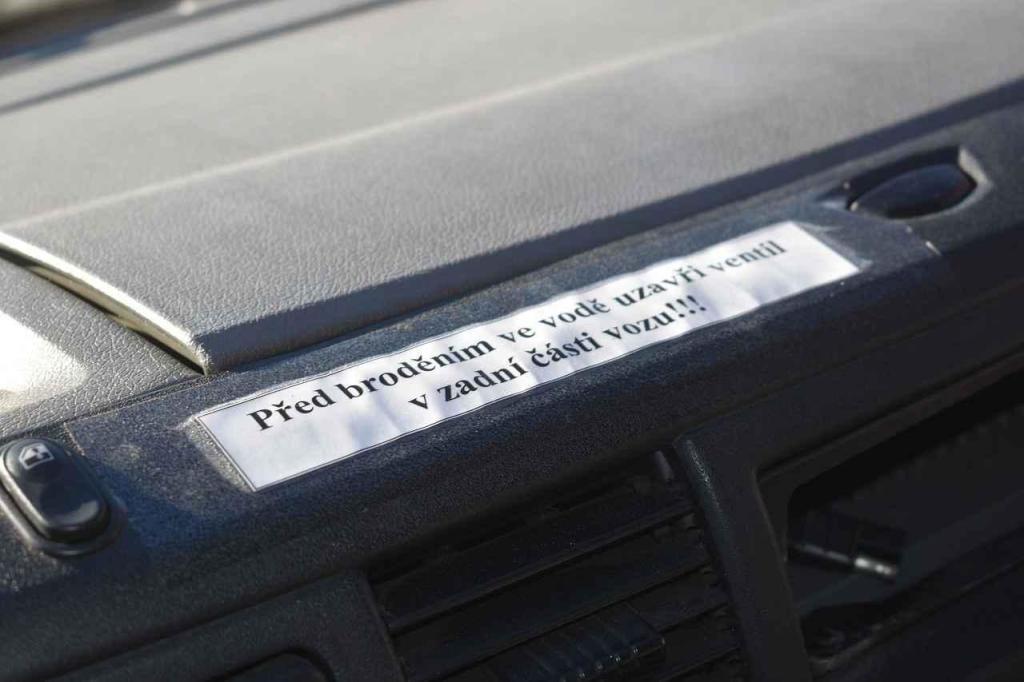 Před broděním ve vodě uzavři ventil
v zadní části vozu!!!